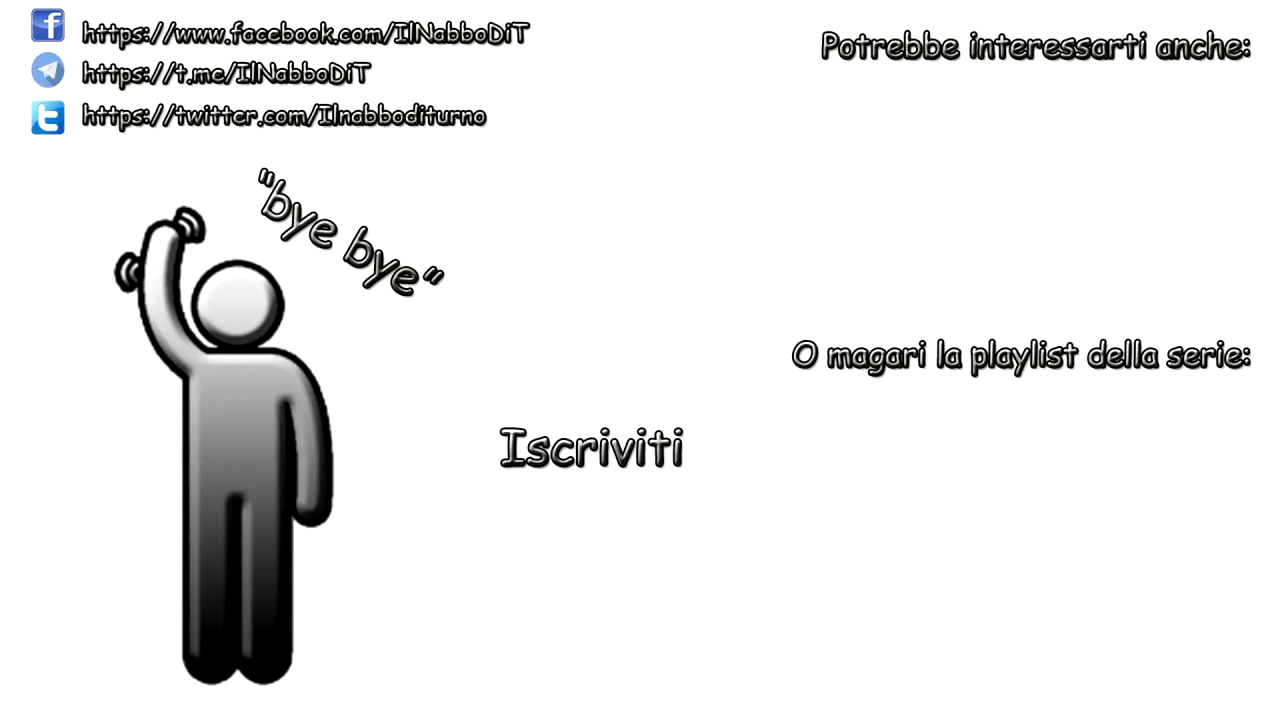 https://www.facebook.com/IlNabboDiT
https://t.me/IlNabboDiT
https://twitter.com/Ilnabboditurno
Potrebbe interessarti anche:
"bye bye"
O magari la playlist della serie:
Iscriviti